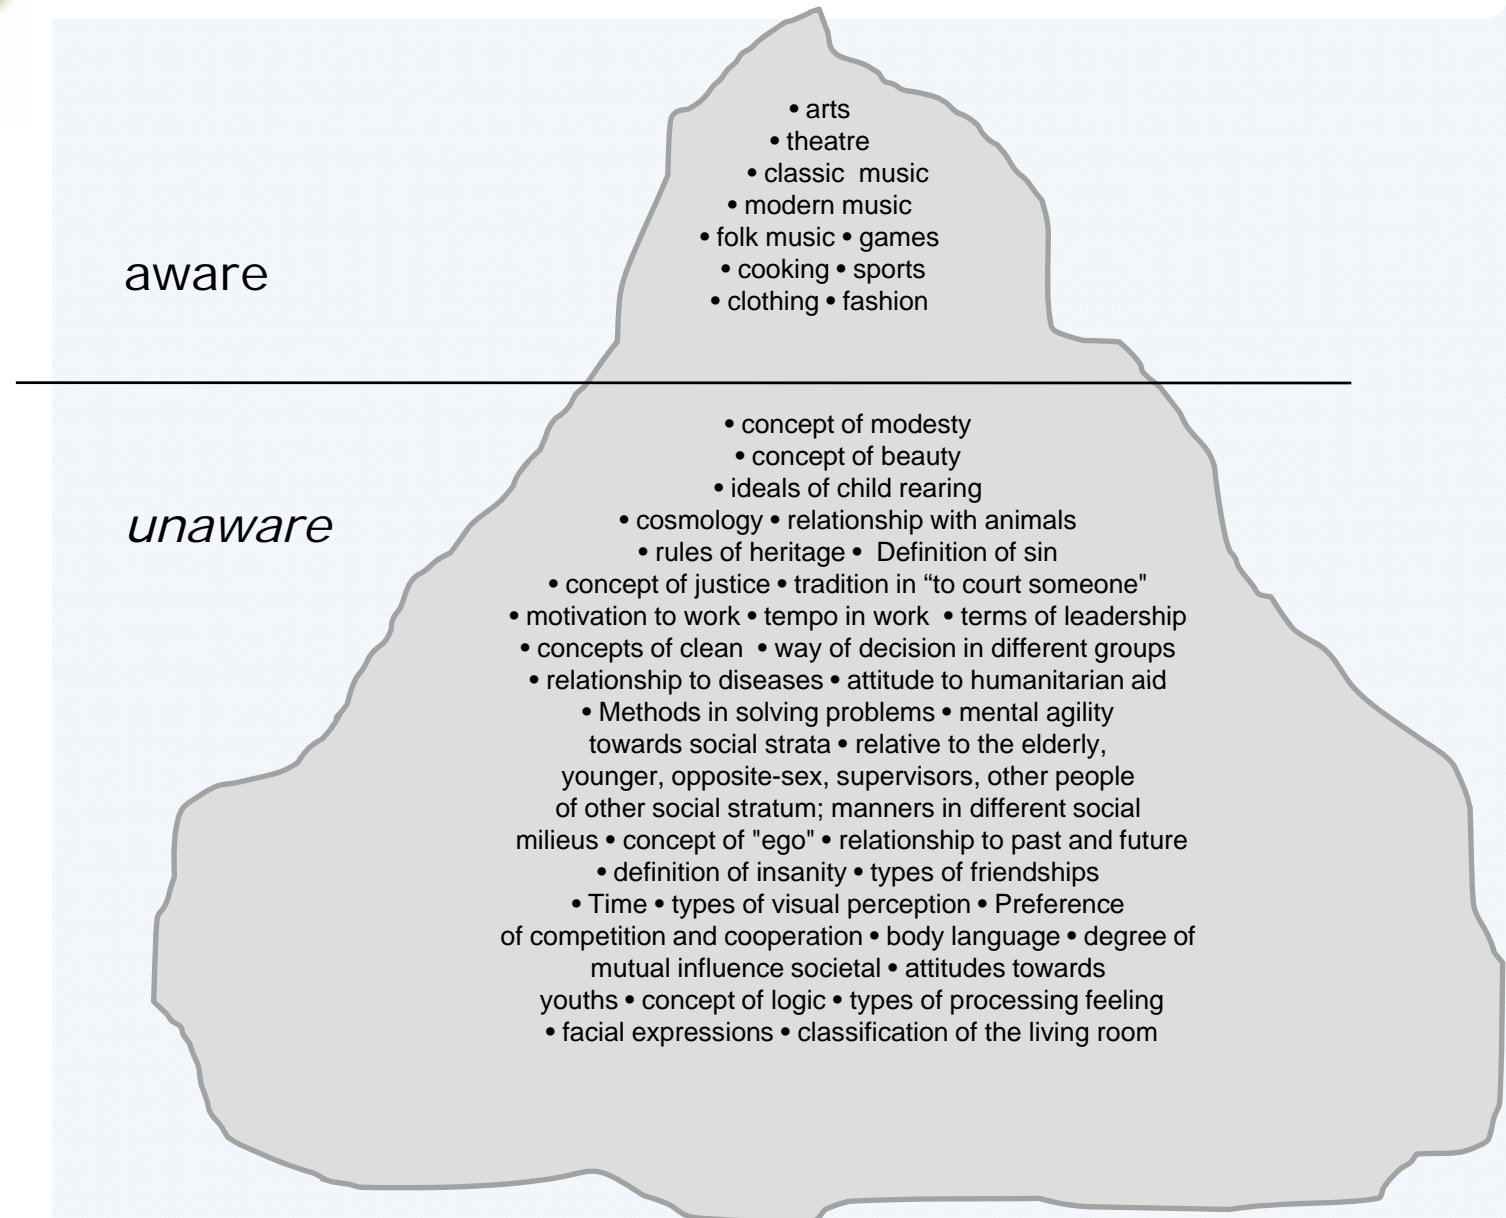 • arts
• theatre
• classic  music
• modern music
• folk music • games
• cooking • sports
• clothing • fashion
aware
• concept of modesty
• concept of beauty
• ideals of child rearing
• cosmology • relationship with animals
• rules of heritage •  Definition of sin
• concept of justice • tradition in “to court someone"
• motivation to work • tempo in work  • terms of leadership
• concepts of clean  • way of decision in different groups
• relationship to diseases • attitude to humanitarian aid
• Methods in solving problems • mental agility
towards social strata • relative to the elderly,
younger, opposite-sex, supervisors, other people
of other social stratum; manners in different social
milieus • concept of "ego" • relationship to past and future
• definition of insanity • types of friendships
• Time • types of visual perception • Preference
of competition and cooperation • body language • degree of
mutual influence societal • attitudes towards
youths • concept of logic • types of processing feeling
• facial expressions • classification of the living room
unaware